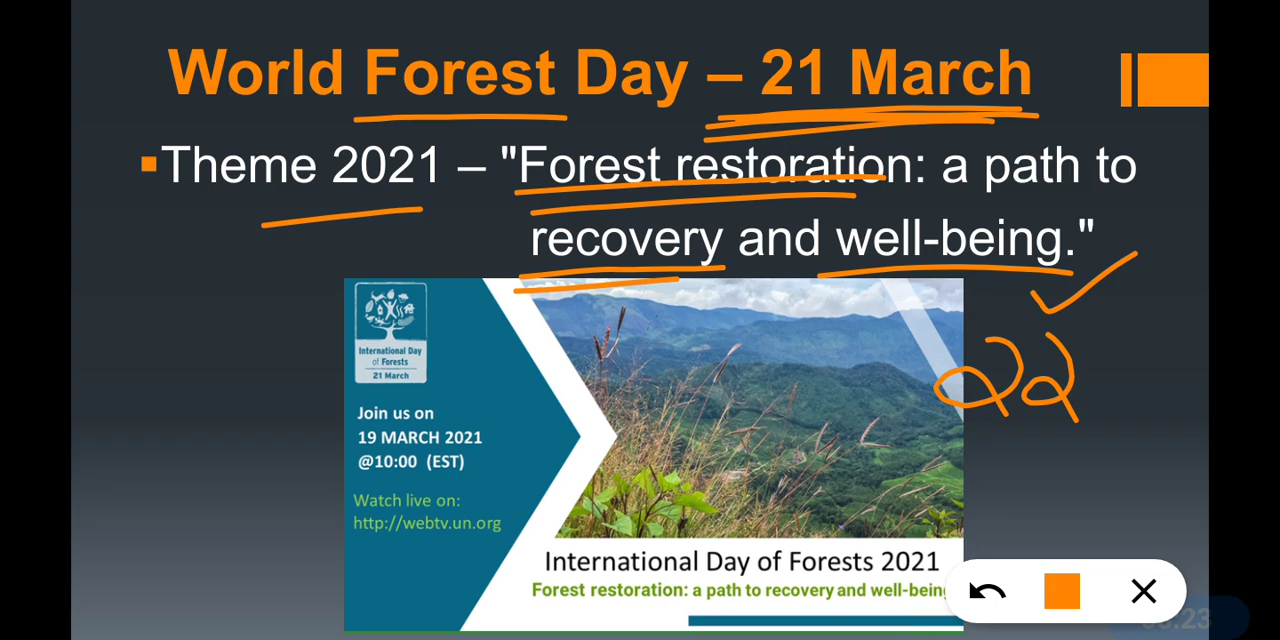 World Forest Day – 21 March
Theme 2021 – "Forest restoration: a path to
recovery and well-being."
22
International Day
of Forests
21 March
Join us on
19 MARCH 2021
@10:00 (EST)
Watch live on:
http://webtv.un.org
International Day of Forests 2021
Forest restoration: a path to recovery and well-being